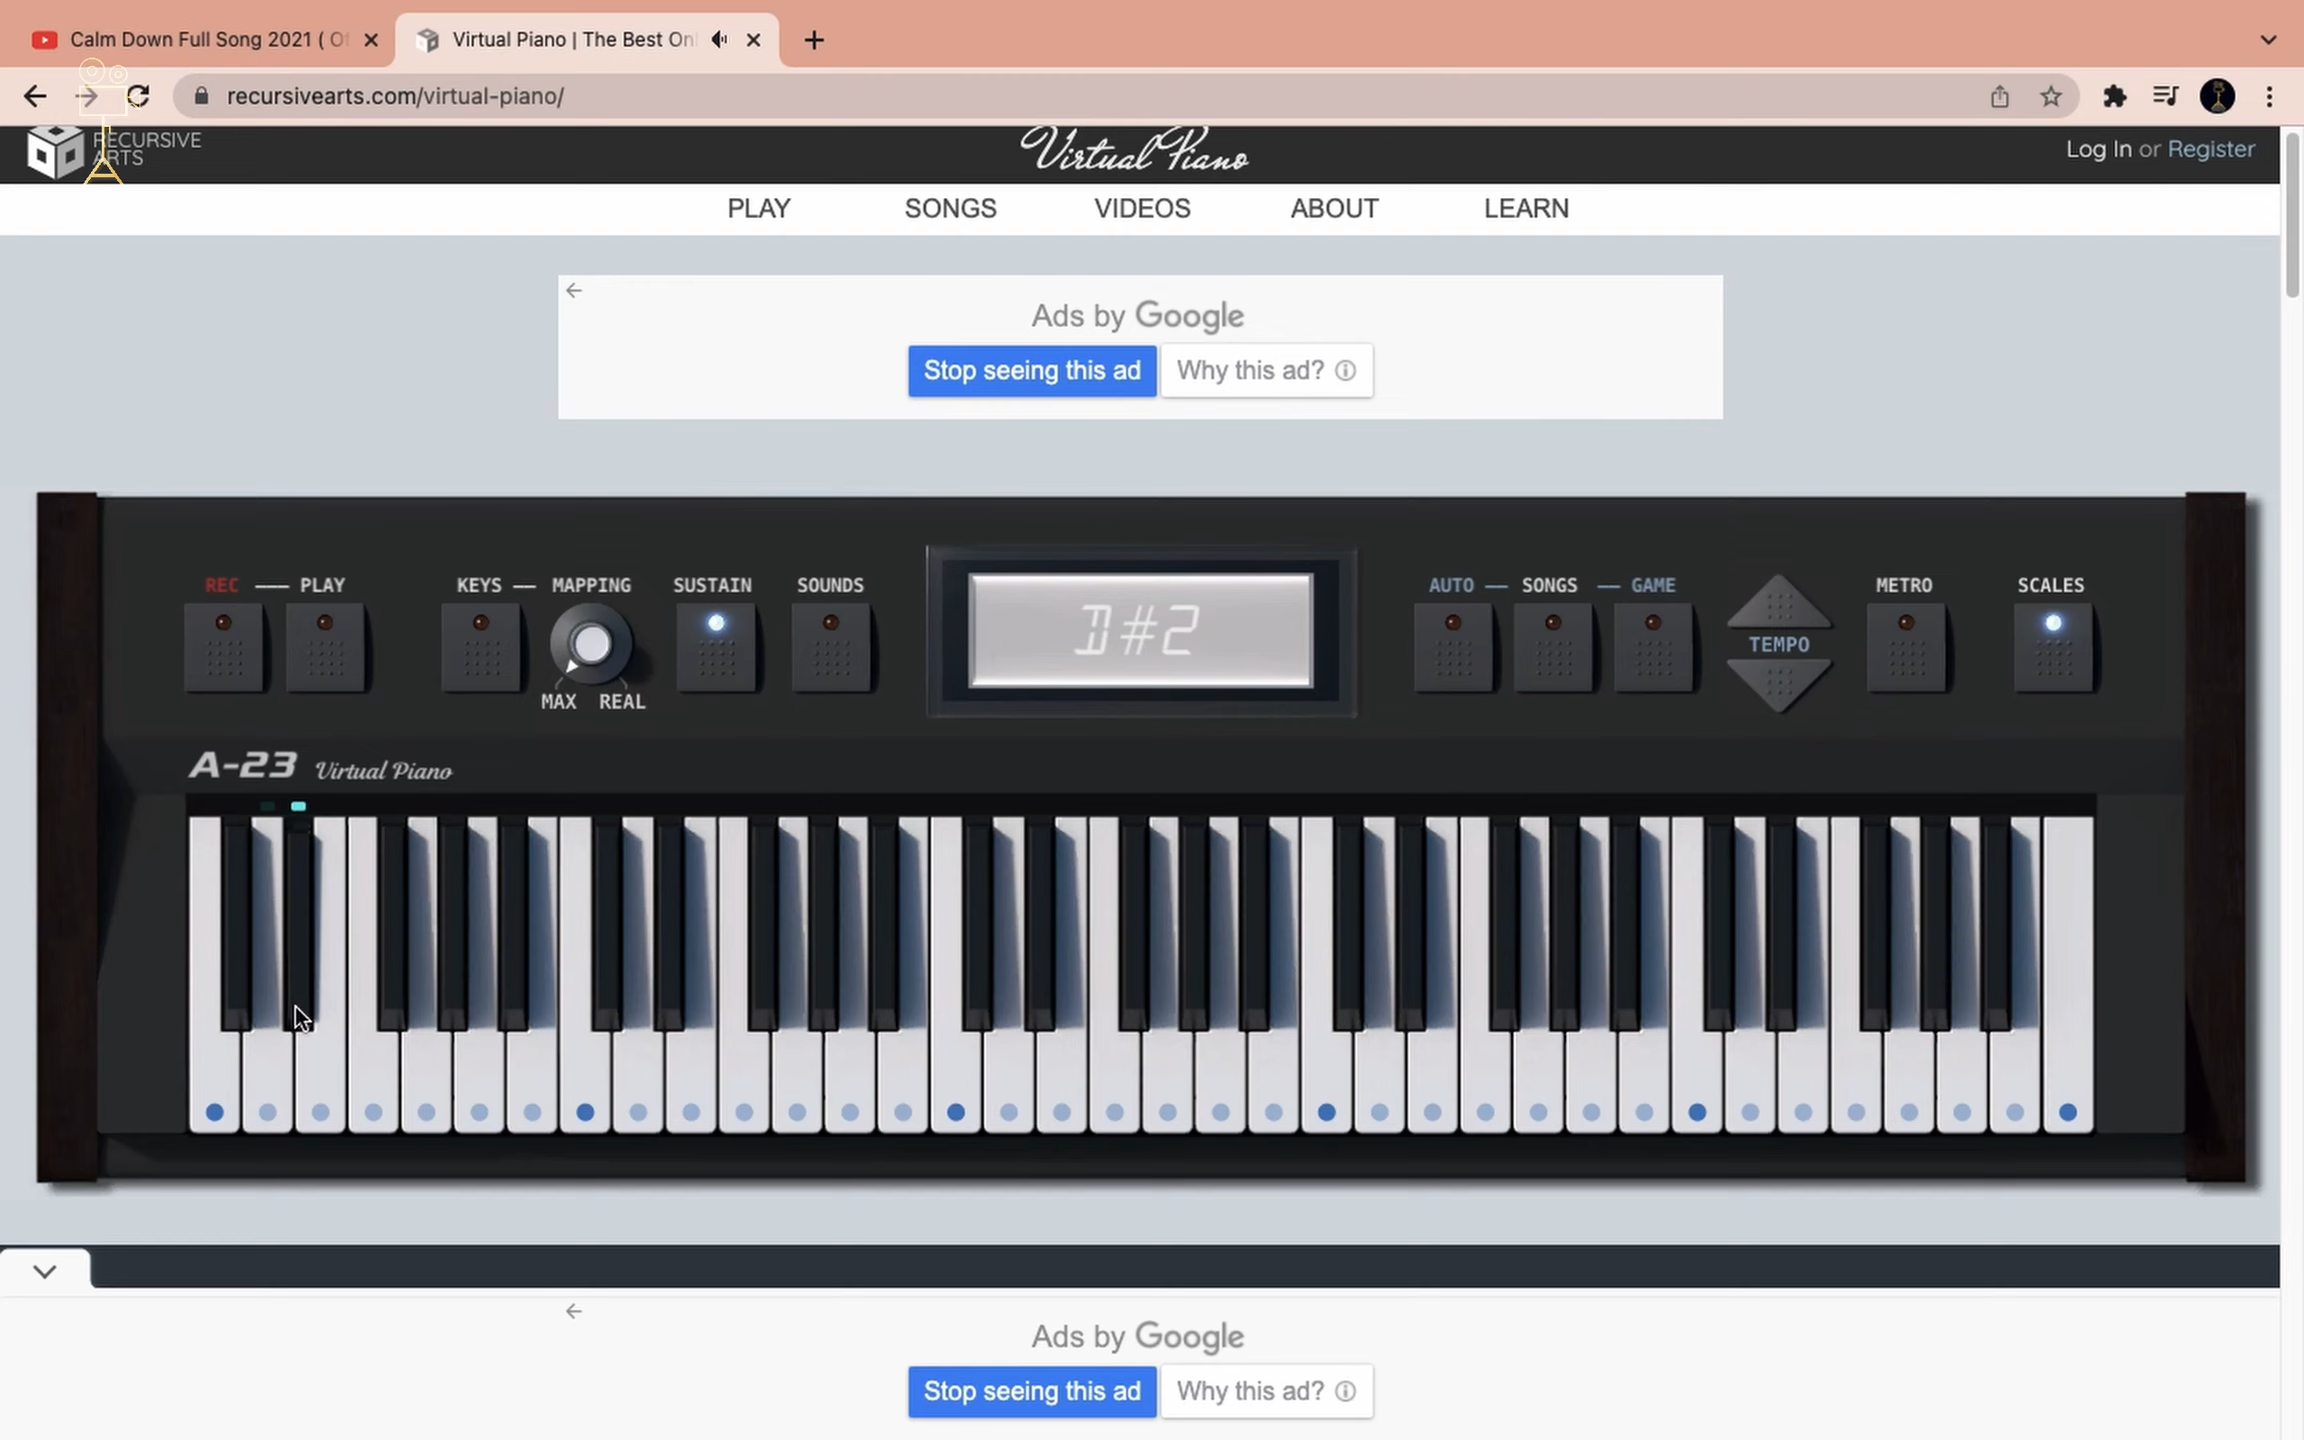 Calm Down Full Song 2021 ( Of
Virtual Piano | The Best Onl
recursivearts.com/virtual-piano/
RECURSIVE
ARTS
Virtual Piano
Log In or Register
PLAY
SONGS
VIDEOS
ABOUT
LEARN
Ads by Google
Stop seeing this ad
Why this ad?
REC
PLAY
KEYS
MAPPING
SUSTAIN
SOUNDS
AUTO
SONGS
GAME
METRO
SCALES
D#2
TEMPO
MAX
REAL
A-23 Virtual Piano
Ads by Google
Stop seeing this ad
Why this ad?